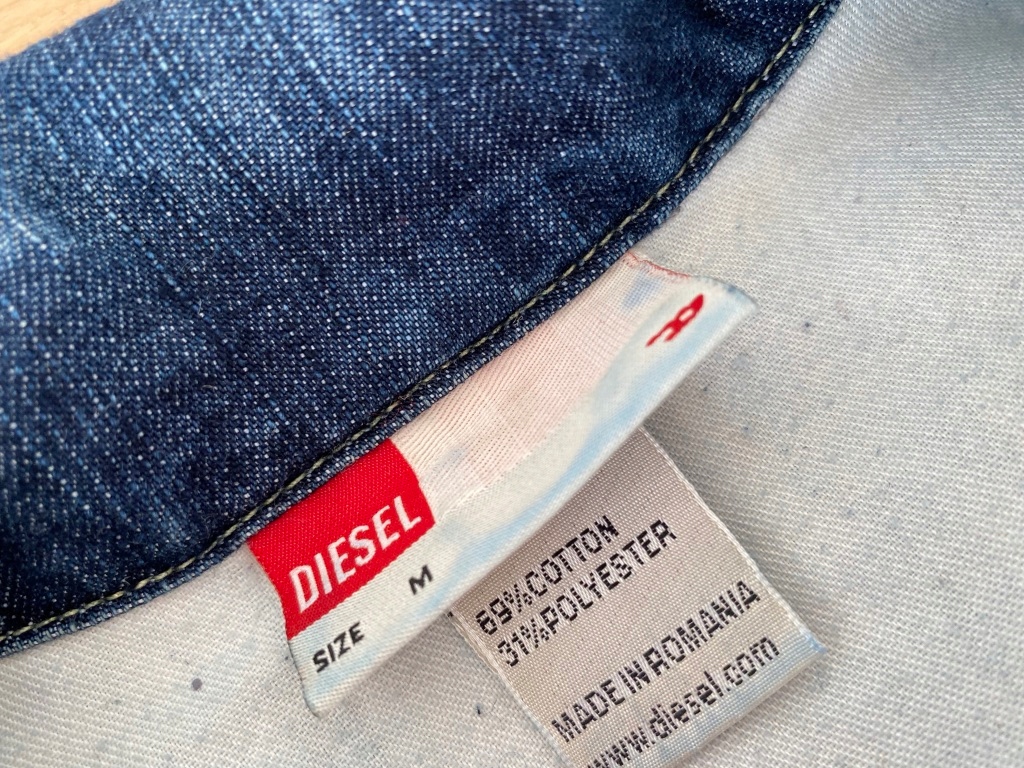 DIESEL
SIZE M
69%COTTON
31%POLYESTER
MADE IN ROMANIA
www.diesel.com